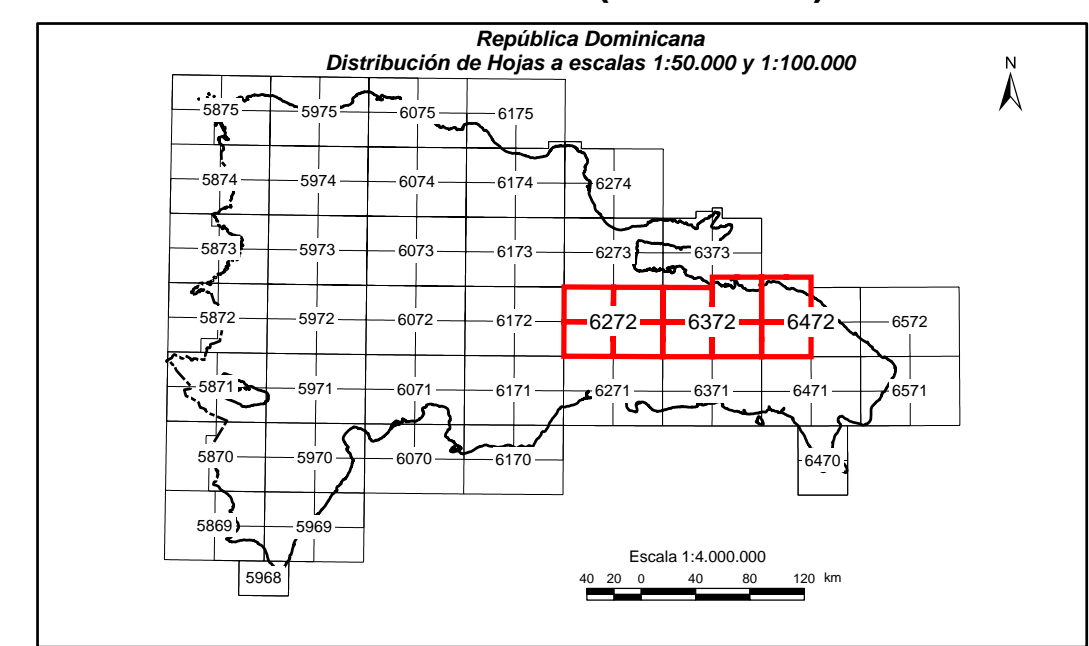 República Dominicana
Distribución de Hojas a escalas 1:50.000 y 1:100.000
N
5875 5975 6075 6175
5874 5974 6074 6174 6274
5873 5973 6073 6173 6273 6373
5872 5972 6072 6172 6272 6372 6472 6572
5871 5971 6071 6171 6271 6371 6471 6571
5870 5970 6070 6170 6470
5869 5969
5968
Escala 1:4.000.000
40 20 0 40 80 120 km